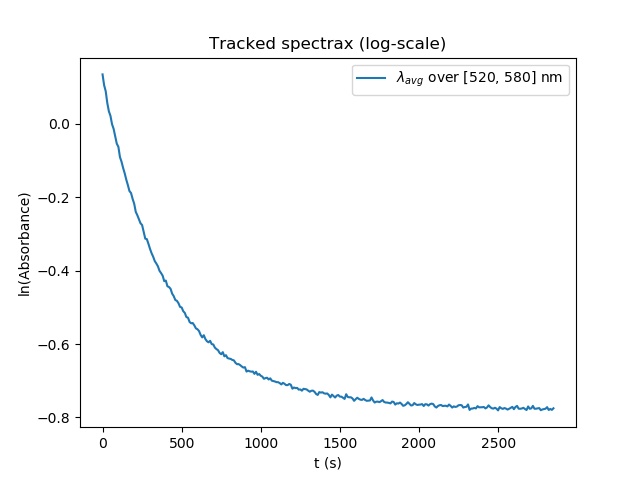 Tracked spectrax (log-scale)
λavg over [520, 580] nm
ln(Absorbance)
0.0
−0.2
−0.4
−0.6
−0.8
0 500 1000 1500 2000 2500
t (s)